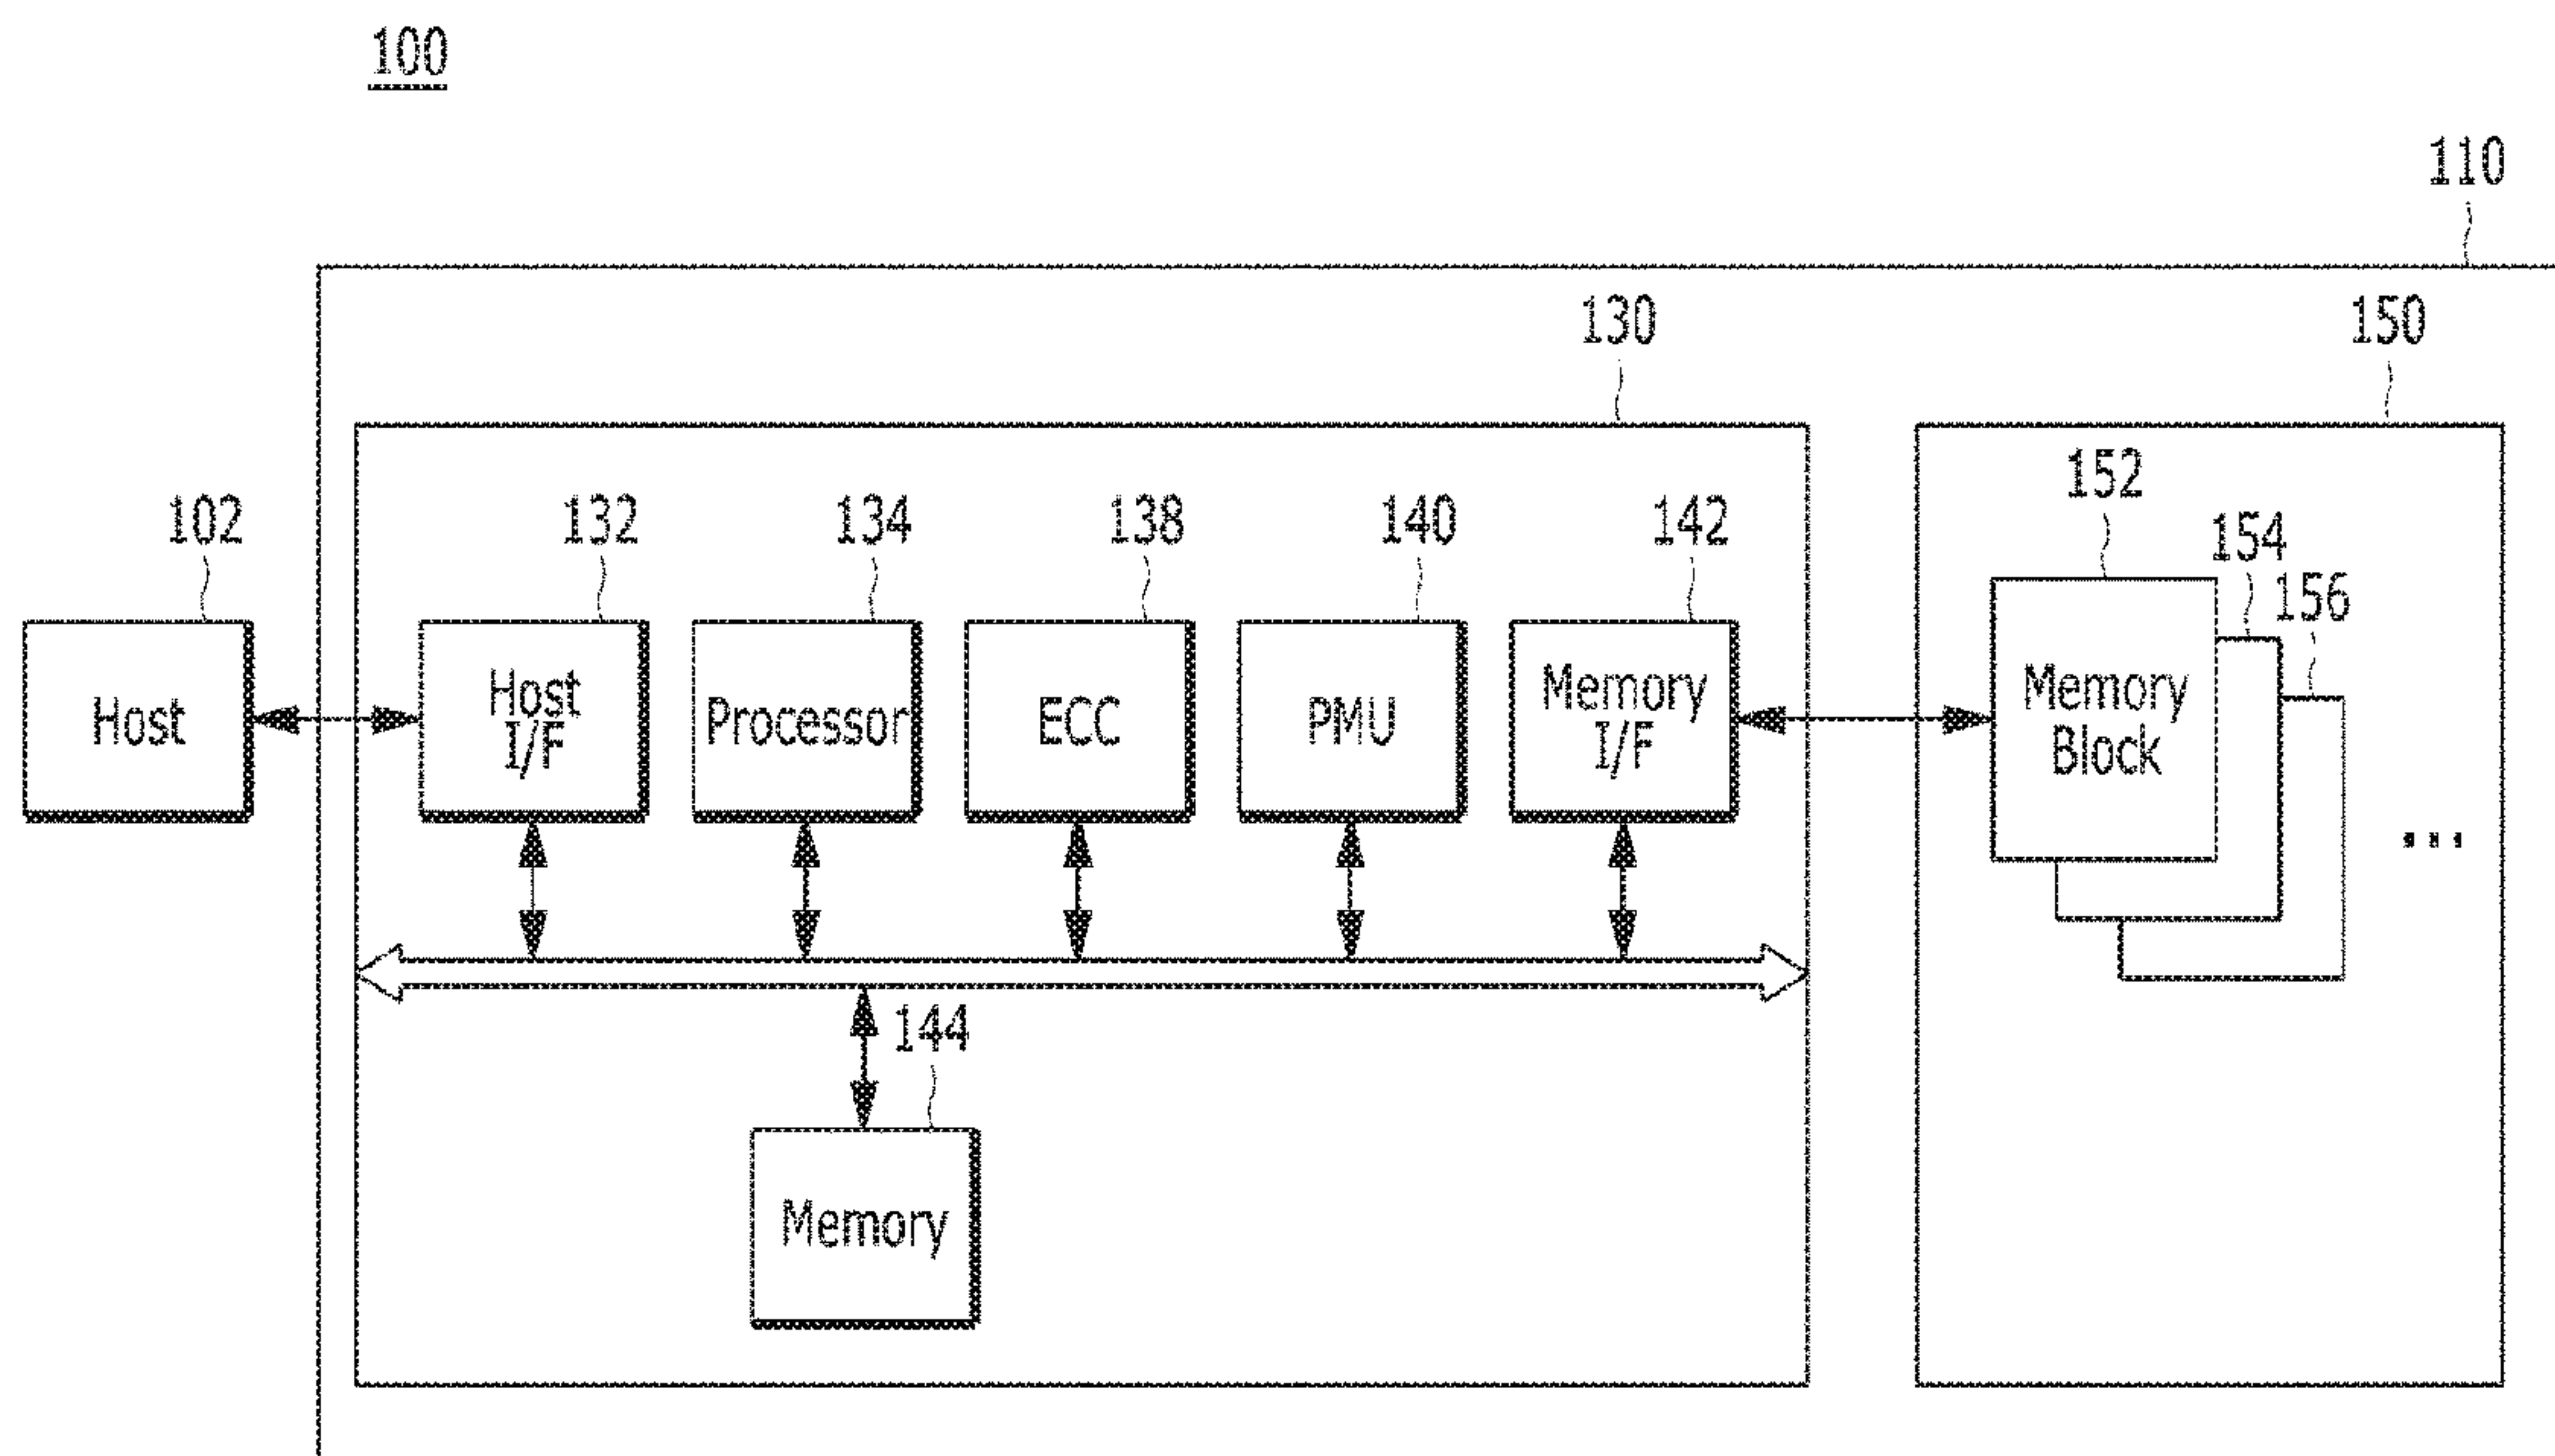 100
110
130
150
152
102
132
134
138
140
142
154
156
Host
Host
I/F
Processor
ECC
PMU
Memory
I/F
Memory
Block
...
144
Memory